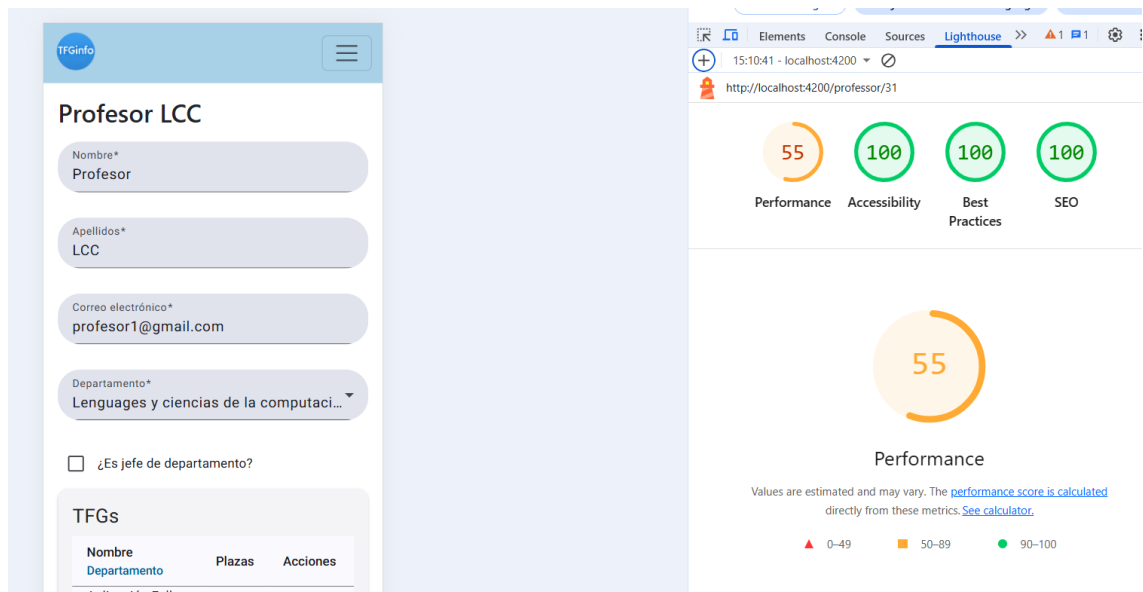 TFGinfo
Profesor LCC
Nombre*
Profesor
Apellidos*
LCC
Correo electrónico*
profesor1@gmail.com
Departamento*
Lenguages y ciencias de la computaci...
¿Es jefe de departamento?
TFGs
Nombre
Departamento
Plazas
Acciones
Elements
Console
Sources
Lighthouse
1
1
15:10:41 - localhost:4200
http://localhost:4200/professor/31
55
100
100
100
Performance
Accessibility
Best
Practices
SEO
55
Performance
Values are estimated and may vary. The performance score is calculated
directly from these metrics. See calculator.
0–49
50–89
90–100